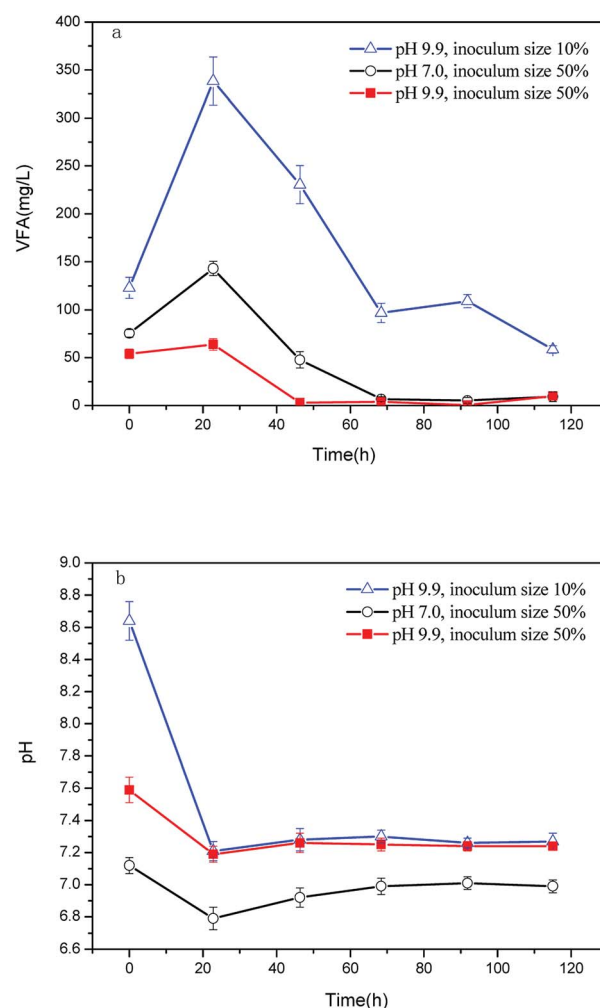 a
400
350
300
250
200
150
100
50
0
VFA(mg/L)
pH 9.9, inoculum size 10%
pH 7.0, inoculum size 50%
pH 9.9, inoculum size 50%
0 20 40 60 80 100 120
Time(h)
b
9.0
8.8
8.6
8.4
8.2
8.0
7.8
7.6
7.4
7.2
7.0
6.8
6.6
pH
pH 9.9, inoculum size 10%
pH 7.0, inoculum size 50%
pH 9.9, inoculum size 50%
0 20 40 60 80 100 120
Time(h)